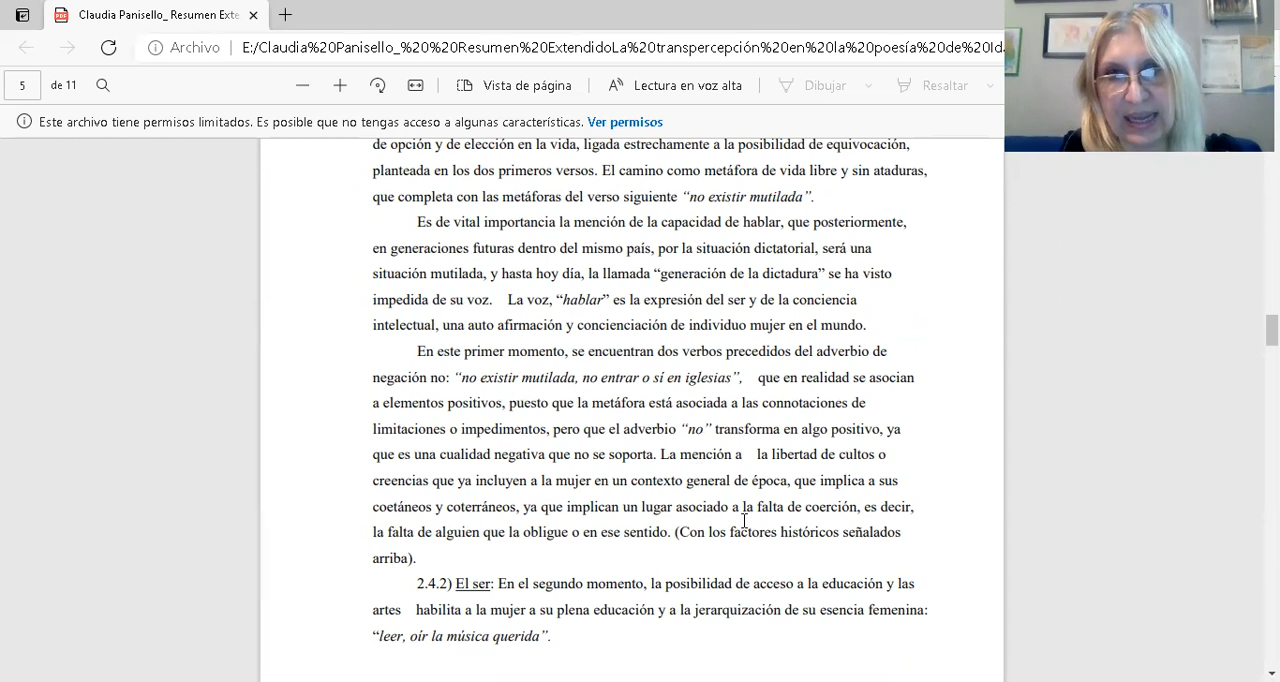 Claudia Panisello_ Resumen Exte
Archivo
E:/Claudia%20Panisello_%20%20Resumen%20ExtendidoLa%20transpercepción%20en%20la%20poesía%20de%20Id.
5 de 11
Vista de página
Lectura en voz alta
Dibujar
Resaltar
Este archivo tiene permisos limitados. Es posible que no tengas acceso a algunas características. Ver permisos
de opción y de elección en la vida, ligada estrechamente a la posibilidad de equivocación,
planteada en los dos primeros versos. El camino como metáfora de vida libre y sin ataduras,
que completa con las metáforas del verso siguiente “no existir mutilada”.
Es de vital importancia la mención de la capacidad de hablar, que posteriormente,
en generaciones futuras dentro del mismo país, por la situación dictatorial, será una
situación mutilada, y hasta hoy día, la llamada “generación de la dictadura” se ha visto
impedida de su voz. La voz, “hablar” es la expresión del ser y de la conciencia
intelectual, una auto afirmación y concienciación de individuo mujer en el mundo.
En este primer momento, se encuentran dos verbos precedidos del adverbio de
negación no: “no existir mutilada, no entrar o sí en iglesias”, que en realidad se asocian
a elementos positivos, puesto que la metáfora está asociada a las connotaciones de
limitaciones o impedimentos, pero que el adverbio “no” transforma en algo positivo, ya
que es una cualidad negativa que no se soporta. La mención a la libertad de cultos o
creencias que ya incluyen a la mujer en un contexto general de época, que implica a sus
coetáneos y coterráneos, ya que implican un lugar asociado a la falta de coerción, es decir,
la falta de alguien que la obligue o en ese sentido. (Con los factores históricos señalados
arriba).
2.4.2) El ser: En el segundo momento, la posibilidad de acceso a la educación y las
artes habilita a la mujer a su plena educación y a la jerarquización de su esencia femenina:
“leer, oír la música querida”.